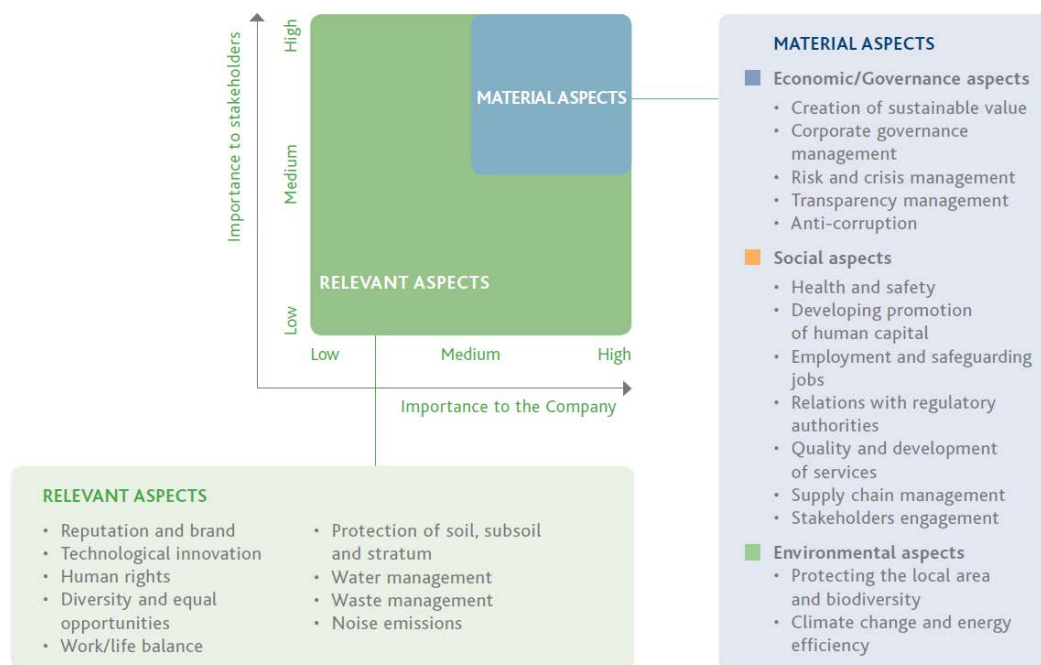 Importance to stakeholders
High
Medium
Low
MATERIAL ASPECTS
RELEVANT ASPECTS
Low Medium High
Importance to the Company
RELEVANT ASPECTS
• Reputation and brand
• Technological innovation
• Human rights
• Diversity and equal
opportunities
• Work/life balance
• Protection of soil, subsoil
and stratum
• Water management
• Waste management
• Noise emissions
MATERIAL ASPECTS
Economic/Governance aspects
• Creation of sustainable value
• Corporate governance
management
• Risk and crisis management
• Transparency management
• Anti-corruption
Social aspects
• Health and safety
• Developing promotion
of human capital
• Employment and safeguarding
jobs
• Relations with regulatory
authorities
• Quality and development
of services
• Supply chain management
• Stakeholders engagement
Environmental aspects
• Protecting the local area
and biodiversity
• Climate change and energy
efficiency